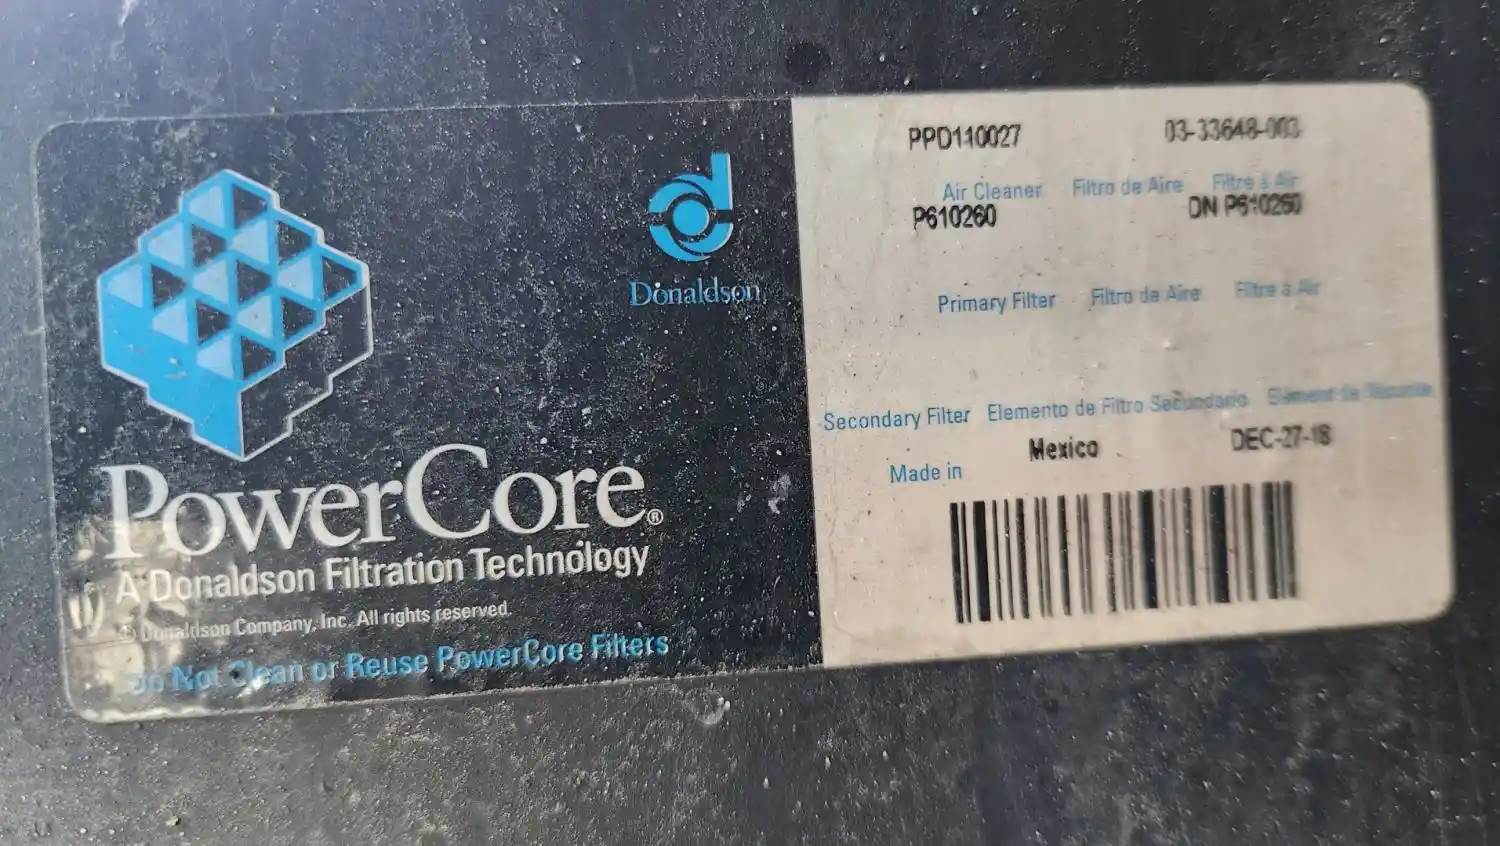 Donaldson
PowerCore®
A Donaldson Filtration Technology
© Donaldson Company, Inc. All rights reserved.
Do Not Clean or Reuse PowerCore Filters
PPD110027 03-33648-003
Air Cleaner Filtro de Aire Filtre à Air
P610260 DN P610260
Primary Filter Filtro de Aire Filtre à Air
Secondary Filter Elemento de Filtro Secundario Élément de
Mexico DEC-27-18
Made in